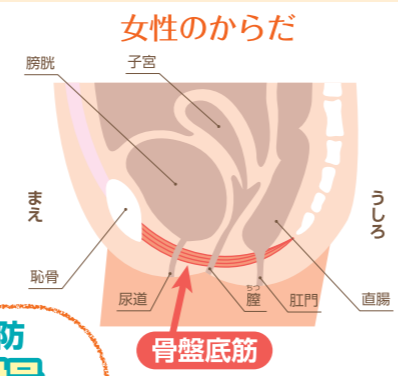 女性のからだ
膀胱
子宮
まえ
うしろ
恥骨
尿道
ちつ
膣
肛門
直腸
骨盤底筋
防